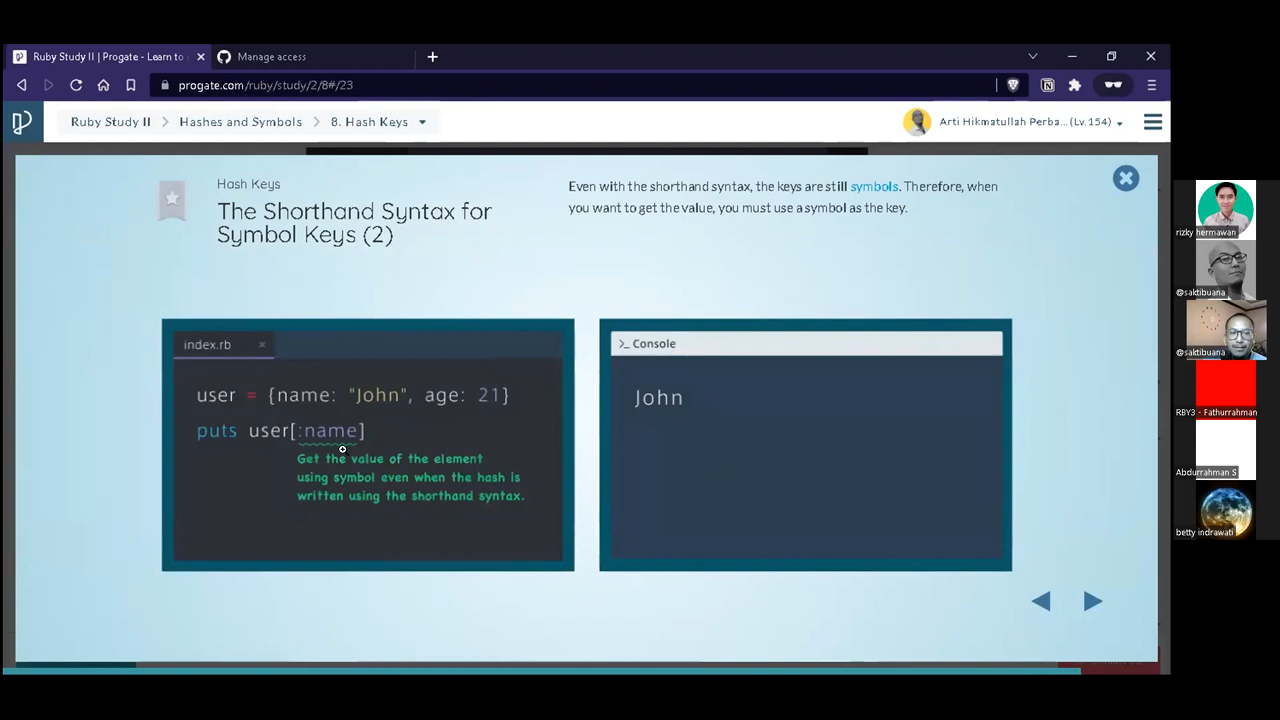 Ruby Study II | Progate - Learn to
Manage access
progate.com/ruby/study/2/8#/23
Ruby Study II
Hashes and Symbols
8. Hash Keys
Arti Hikmatullah Perba...(Lv.154)
Hash Keys
The Shorthand Syntax for
Symbol Keys (2)
Even with the shorthand syntax, the keys are still symbols. Therefore, when
you want to get the value, you must use a symbol as the key.
index.rb
user = {name: "John", age: 21}
puts user[:name]
Get the value of the element
using symbol even when the hash is
written using the shorthand syntax.
>_ Console
John
rizky hermawan
@saktibuana
@saktibuana
RBY3 - Fathurrahman
Abdurrahman S
betty indrawati